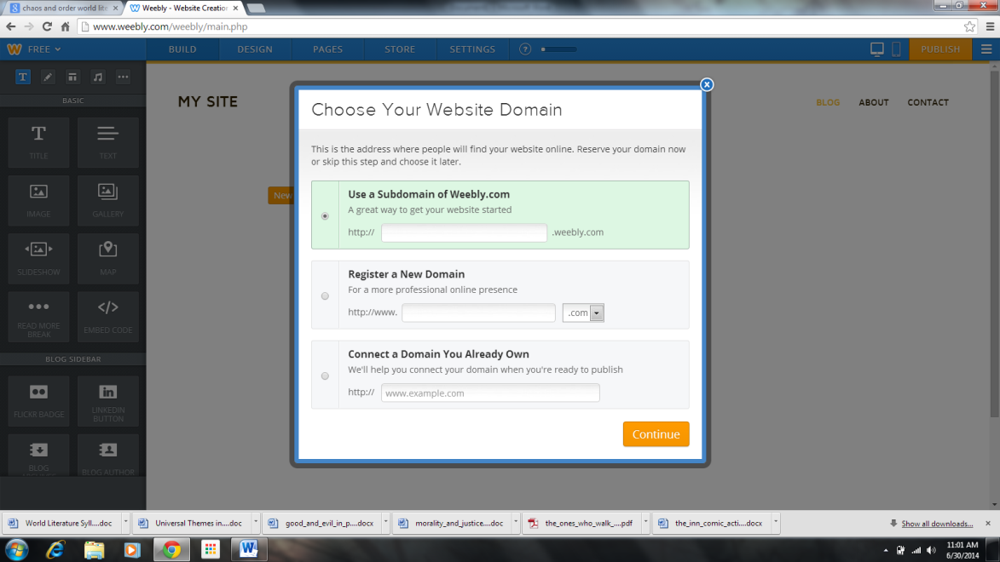 chaos and order world lite
Weebly - Website Creation
www.weebly.com/weebly/main.php
FREE
BUILD
DESIGN
PAGES
STORE
SETTINGS
?
PUBLISH
BASIC
TITLE
TEXT
IMAGE
GALLERY
SLIDESHOW
MAP
READ MORE
BREAK
EMBED CODE
BLOG SIDEBAR
FLICKR BADGE
LINKEDIN
BUTTON
BLOG
BLOG AUTHOR
MY SITE
BLOG
ABOUT
CONTACT
New
Choose Your Website Domain
This is the address where people will find your website online. Reserve your domain now
or skip this step and choose it later.
Use a Subdomain of Weebly.com
A great way to get your website started
http:// .weebly.com
Register a New Domain
For a more professional online presence
http://www. .com
Connect a Domain You Already Own
We'll help you connect your domain when you're ready to publish
http:// www.example.com
Continue
World Literature Syll....doc
Universal Themes in....doc
good_and_evil_in_p....docx
morality_and_justice....doc
the_ones_who_walk_....pdf
the_inn_comic_acti....docx
Show all downloads...
11:01 AM
6/30/2014